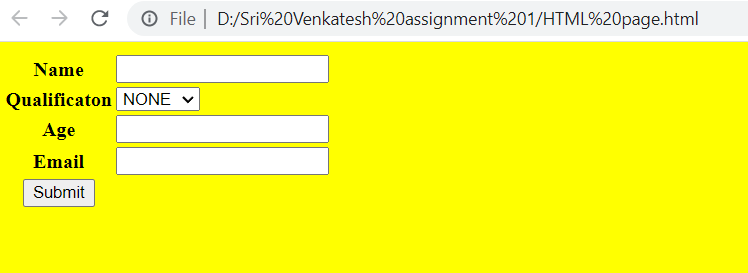 File | D:/Sri%20Venkatesh%20assignment%201/HTML%20page.html
Name
Qualificaton NONE
Age
Email
Submit